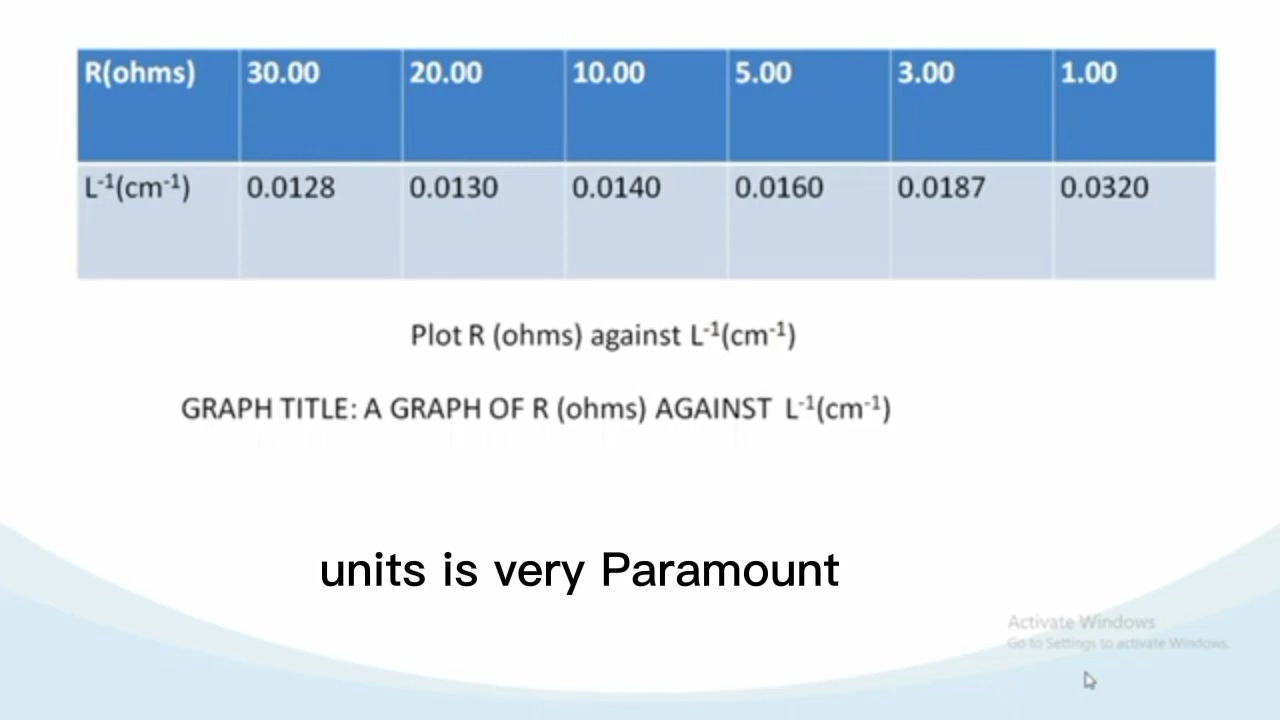 R(ohms) 30.00 20.00 10.00 5.00 3.00 1.00
L⁻¹(cm⁻¹) 0.0128 0.0130 0.0140 0.0160 0.0187 0.0320
Plot R (ohms) against L⁻¹(cm⁻¹)
GRAPH TITLE: A GRAPH OF R (ohms) AGAINST L⁻¹(cm⁻¹)
units is very Paramount
Activate Windows
Go to Settings to activate Windows.